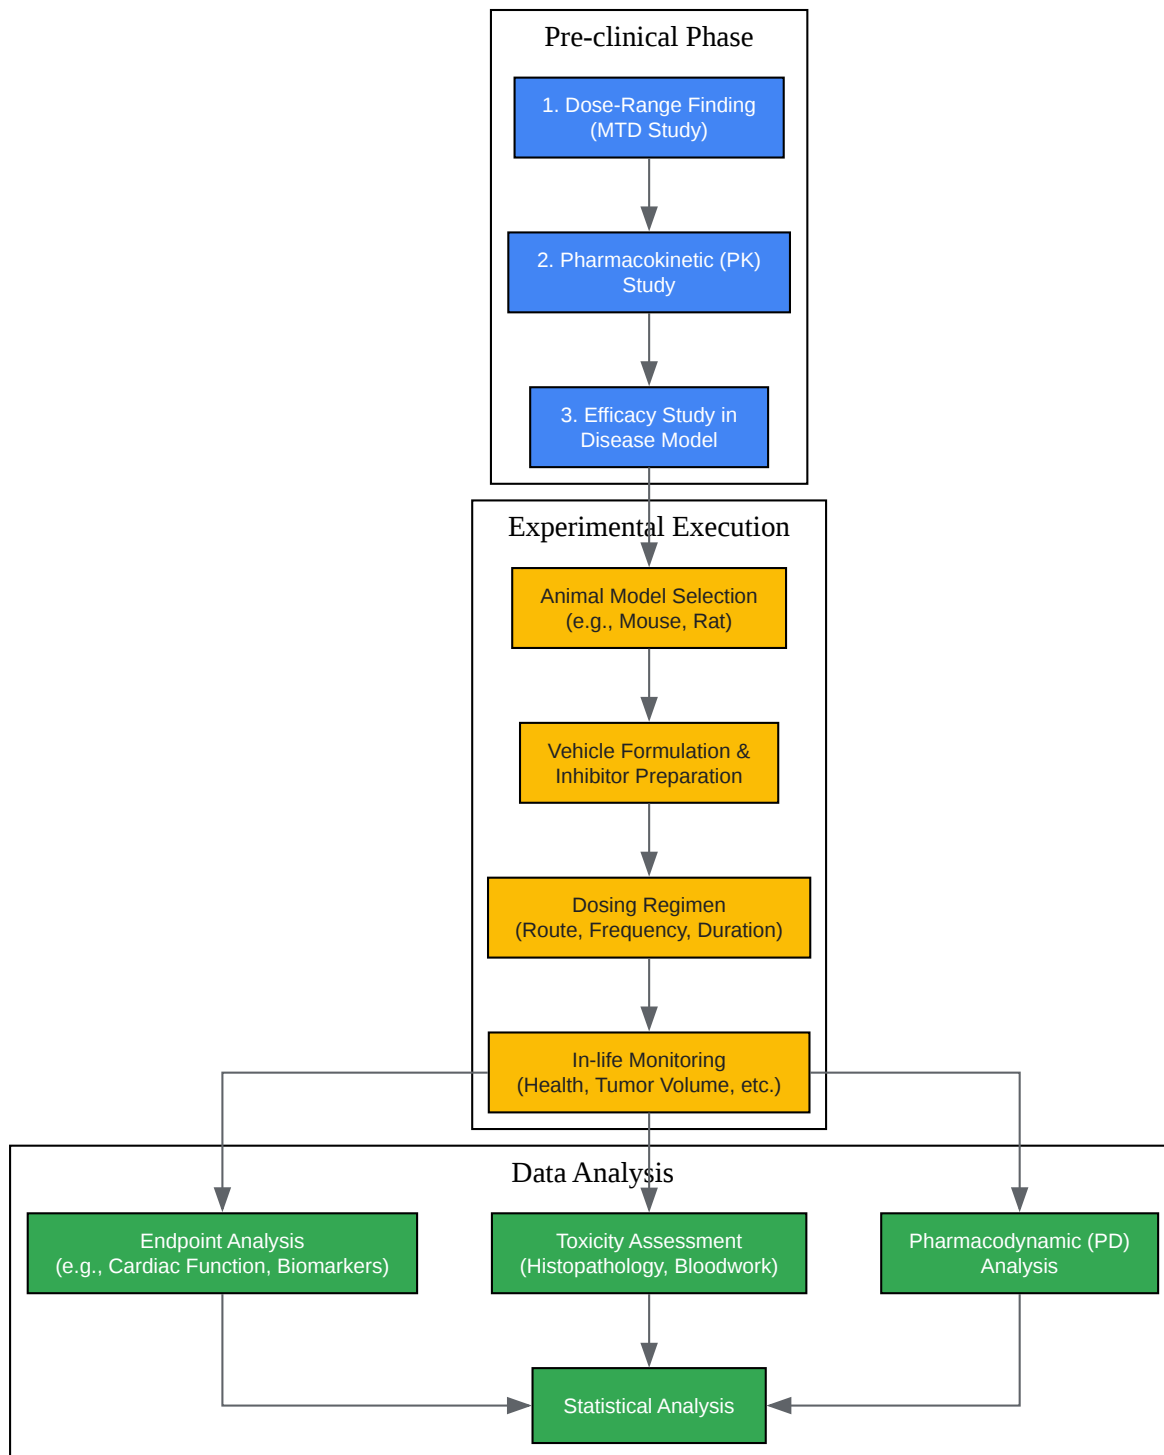 Pre-clinical Phase
1. Dose-Range Finding
(MTD Study)
2. Pharmacokinetic (PK)
Study
3. Efficacy Study in
Disease Model
Experimental Execution
Animal Model Selection
(e.g., Mouse, Rat)
Vehicle Formulation &
Inhibitor Preparation
Dosing Regimen
(Route, Frequency, Duration)
In-life Monitoring
(Health, Tumor Volume, etc.)
Data Analysis
Endpoint Analysis
(e.g., Cardiac Function, Biomarkers)
Toxicity Assessment
(Histopathology, Bloodwork)
Pharmacodynamic (PD)
Analysis
Statistical Analysis